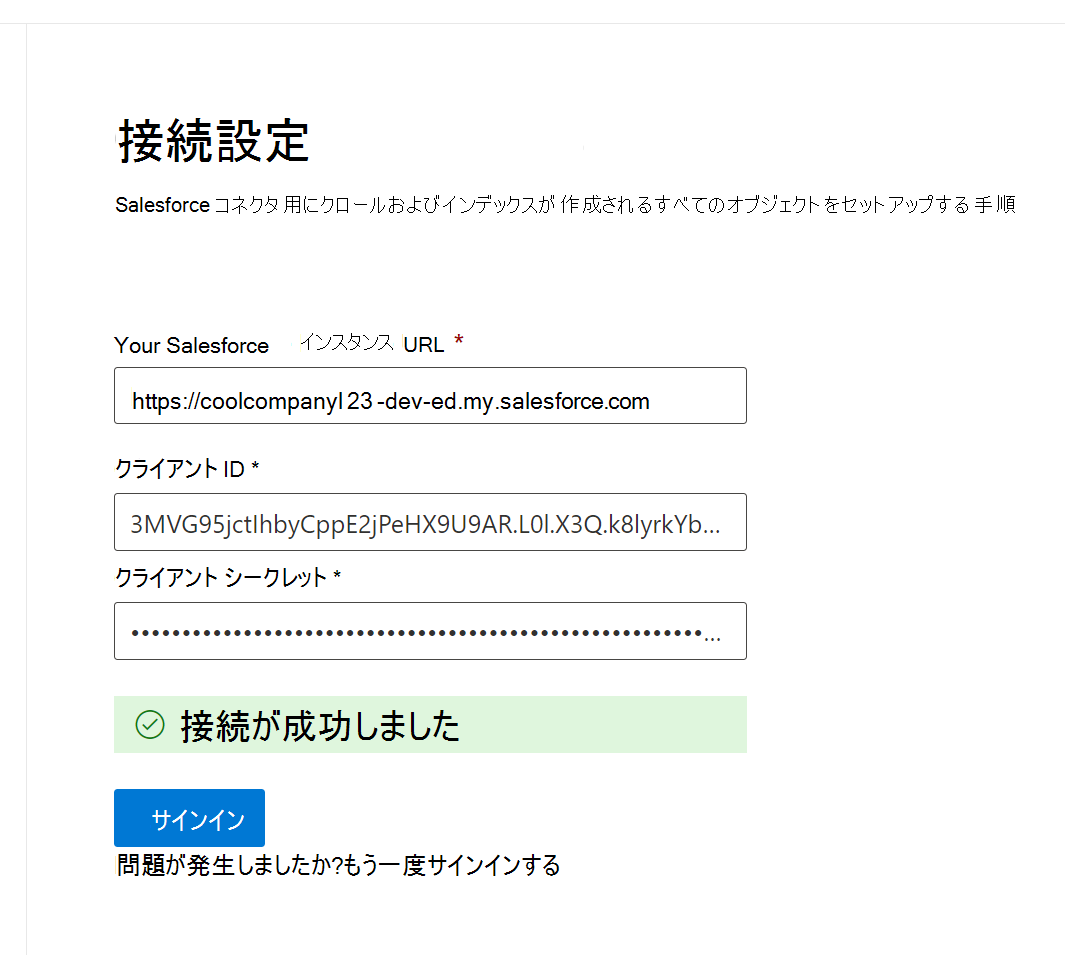 接続設定
Salesforce コネクタ用にクロールおよびインデックスが作成されるすべてのオブジェクトをセットアップする手順
Your Salesforce インスタンス URL *
https://coolcompanyl 23 -dev-ed.my.salesforce.com
クライアント ID *
3MVG95jctIhbyCppE2jPeHX9U9AR.L0l.X3Q.k8lyrkYb...
クライアント シークレット *
••••••••••••••••••••••••••••••••••••••••••••••••••••••••...
接続が成功しました
サインイン
問題が発生しましたか?もう一度サインインする